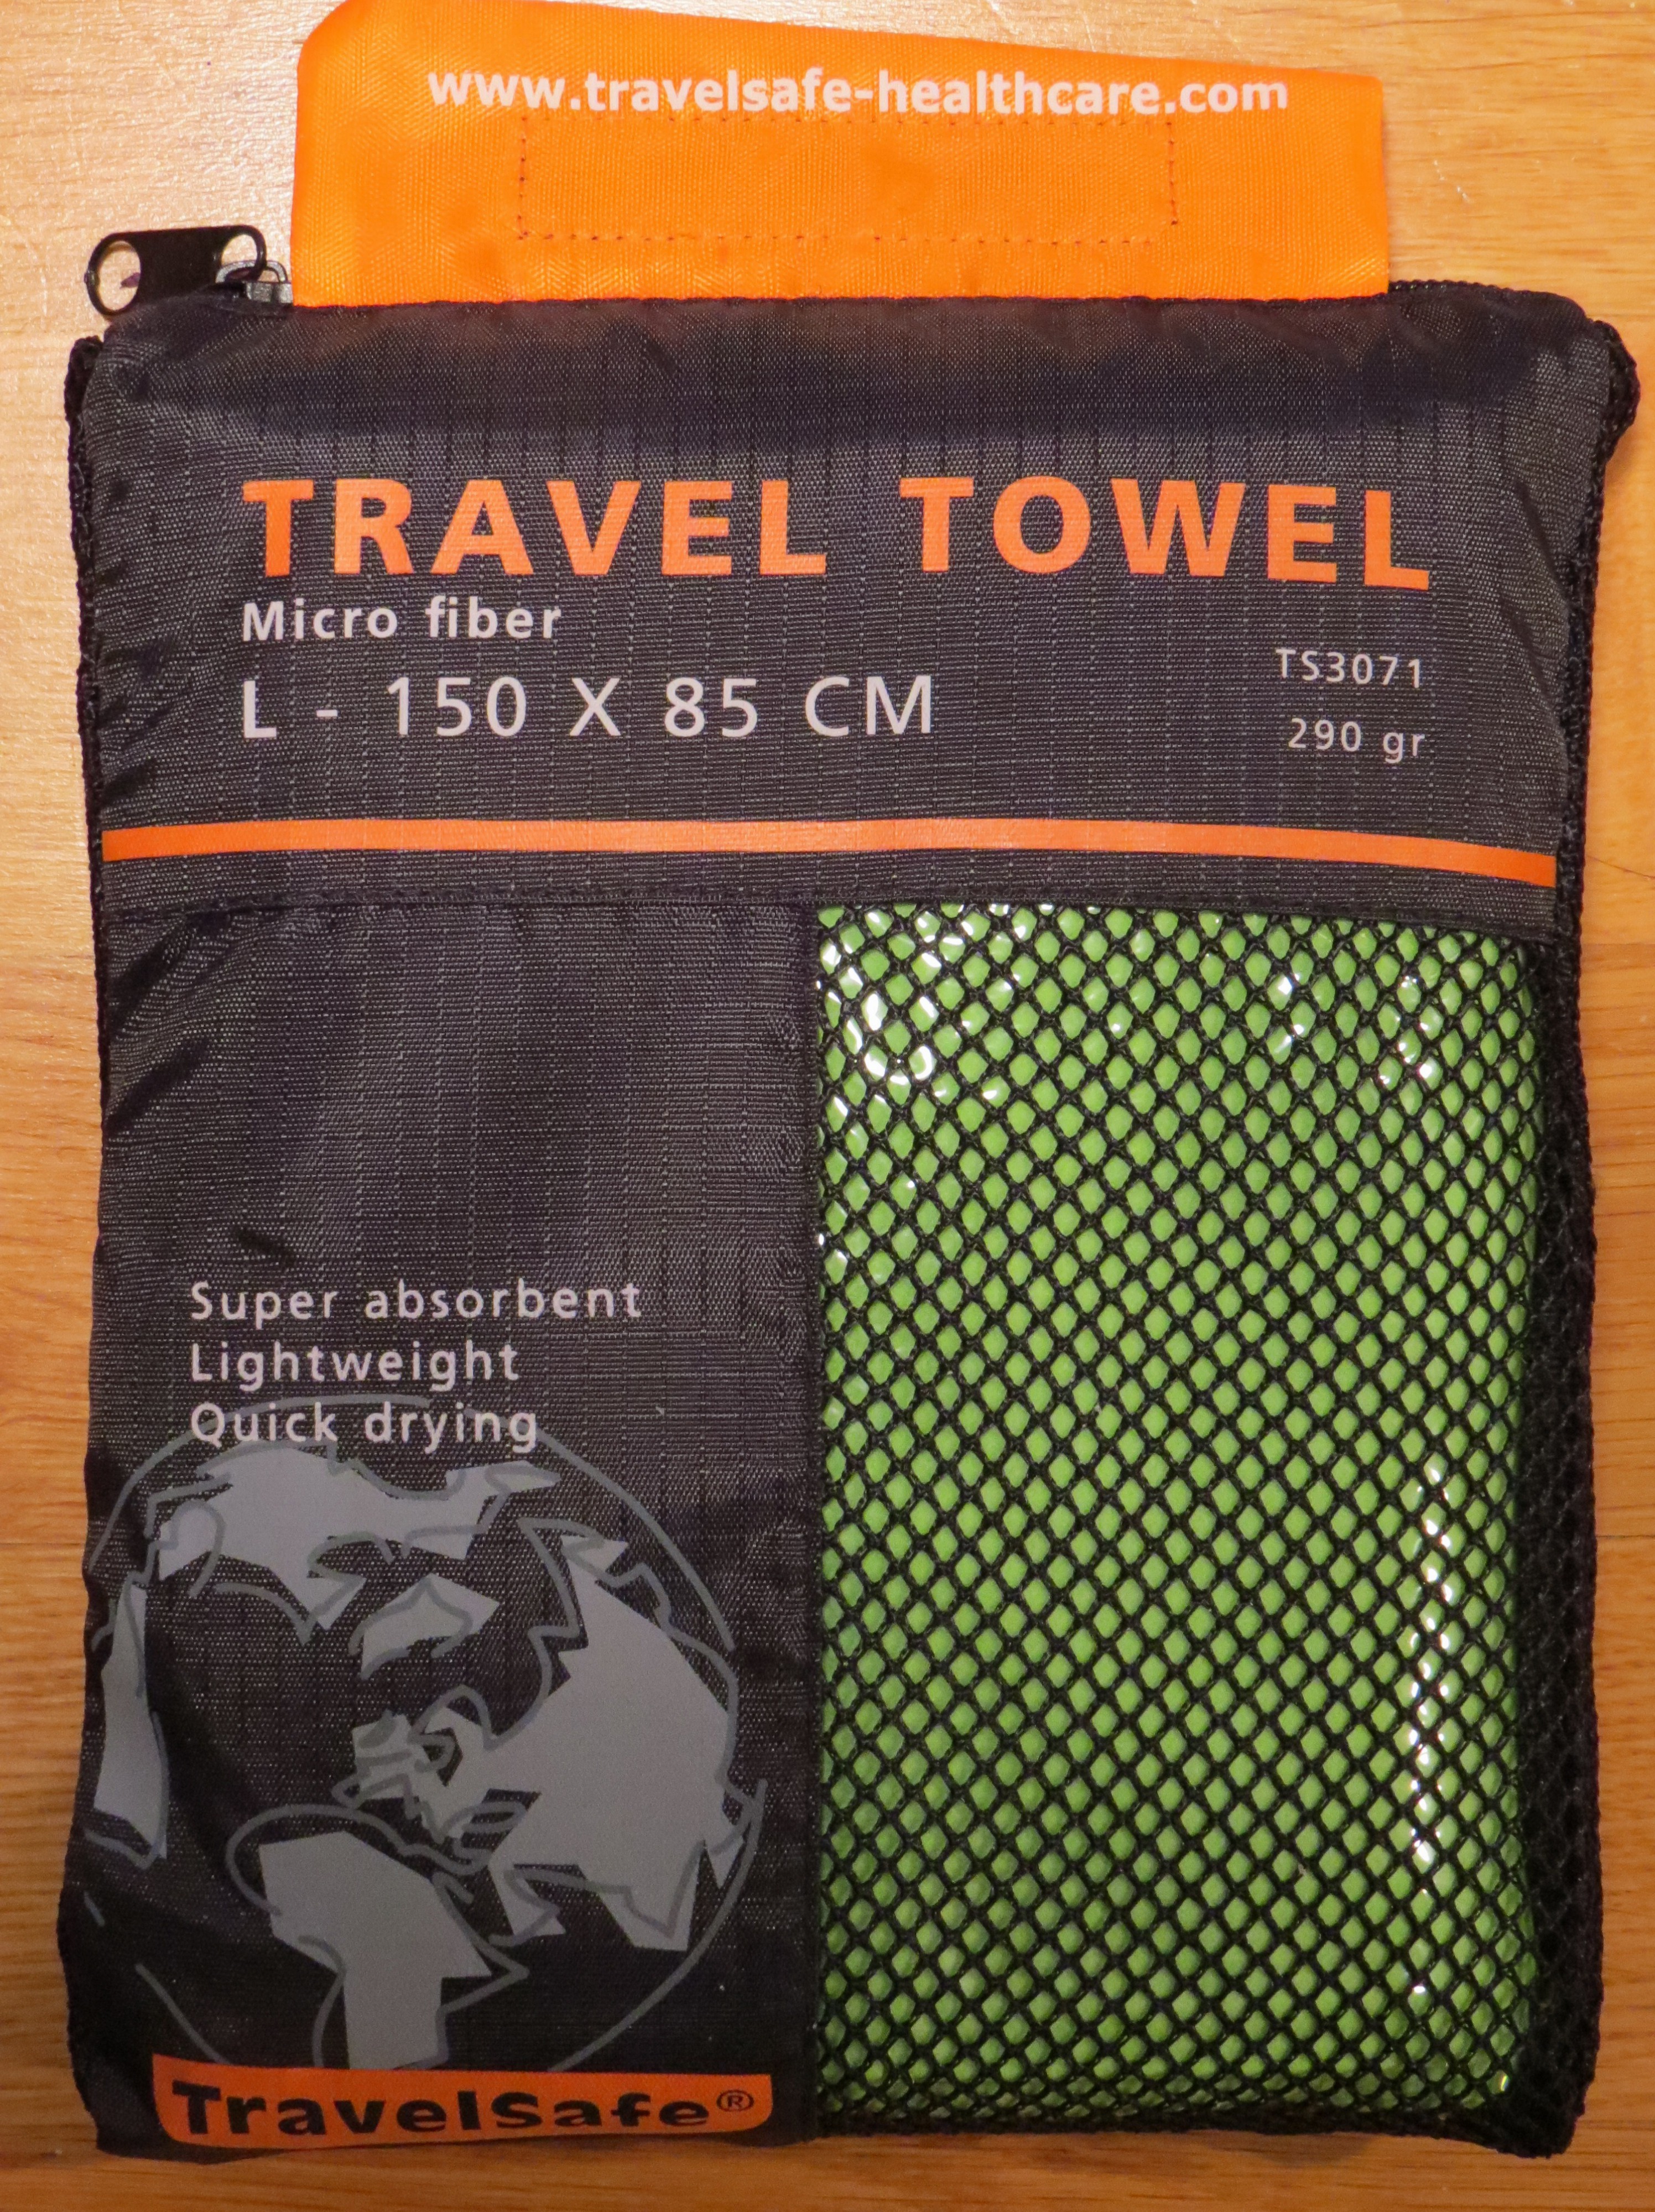 www.travelsafe-healthcare.com
TRAVEL TOWEL
Micro fiber
L - 150 X 85 CM
TS3071
290 gr
Super absorbent
Lightweight
Quick drying
TravelSafe®